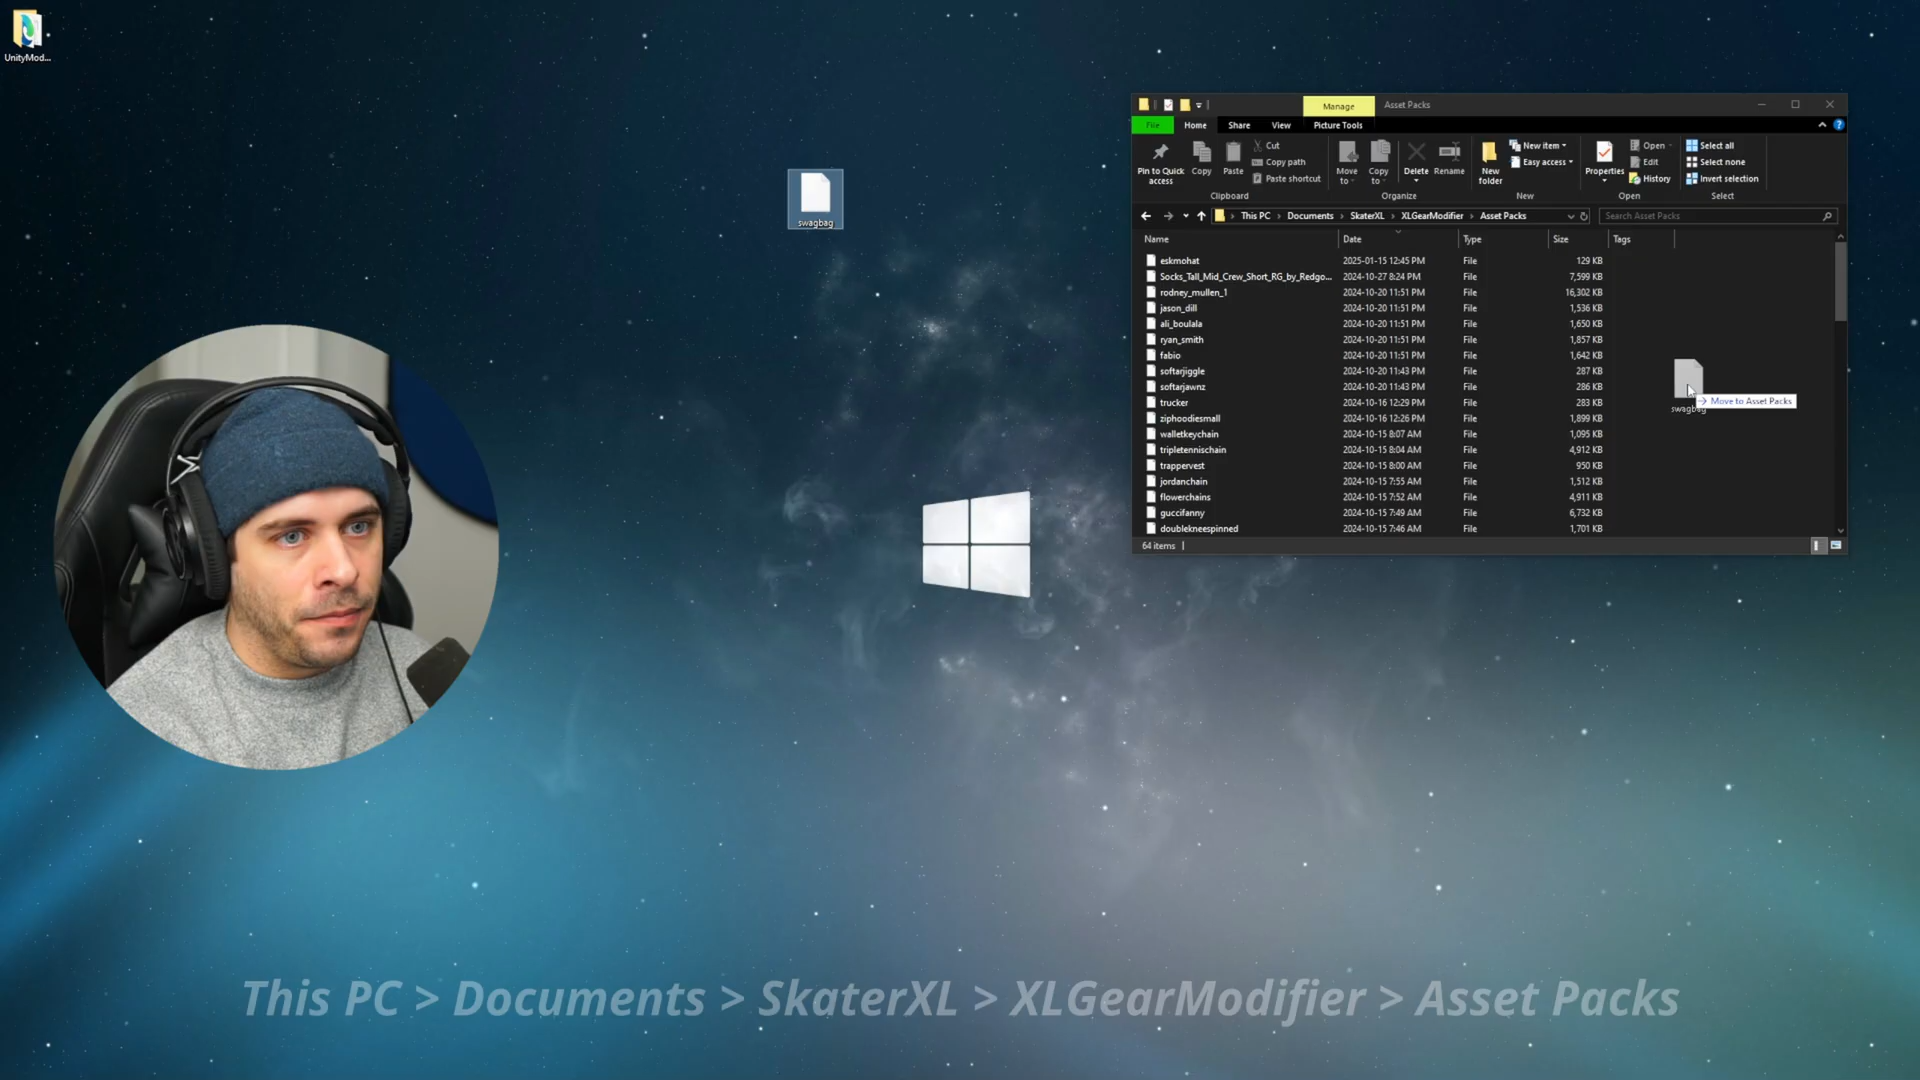 UnityMod...
swagbag
Manage
Asset Packs
File
Home
Share
View
Picture Tools
Pin to Quick access
Copy
Paste
Cut
Copy path
Paste shortcut
Clipboard
Move to
Copy to
Delete
Rename
Organize
New folder
New item
Easy access
New
Properties
Open
Edit
History
Open
Select all
Select none
Invert selection
Select
This PC > Documents > SkaterXL > XLGearModifier > Asset Packs
Search Asset Packs
Name Date Type Size Tags
eskmohat 2025-01-15 12:45 PM File 129 KB
Socks_Tall_Mid_Crew_Short_RG_by_Redgo... 2024-10-27 8:24 PM File 7,599 KB
rodney_mullen_1 2024-10-20 11:51 PM File 16,302 KB
jason_dill 2024-10-20 11:51 PM File 1,536 KB
ali_boulala 2024-10-20 11:51 PM File 1,650 KB
ryan_smith 2024-10-20 11:51 PM File 1,857 KB
fabio 2024-10-20 11:51 PM File 1,642 KB
softarjiggle 2024-10-20 11:43 PM File 287 KB
softarjawnz 2024-10-20 11:43 PM File 286 KB
trucker 2024-10-16 12:29 PM File 283 KB
ziphoodiesmall 2024-10-16 12:26 PM File 1,899 KB
walletkeychain 2024-10-15 8:07 AM File 1,095 KB
tripletennischain 2024-10-15 8:04 AM File 4,912 KB
trappervest 2024-10-15 8:00 AM File 950 KB
jordanchain 2024-10-15 7:55 AM File 1,512 KB
flowerchains 2024-10-15 7:52 AM File 4,911 KB
guccifanny 2024-10-15 7:49 AM File 6,732 KB
doublekneespinned 2024-10-15 7:46 AM File 1,701 KB
swagbag
Move to Asset Packs
64 items
This PC > Documents > SkaterXL > XLGearModifier > Asset Packs